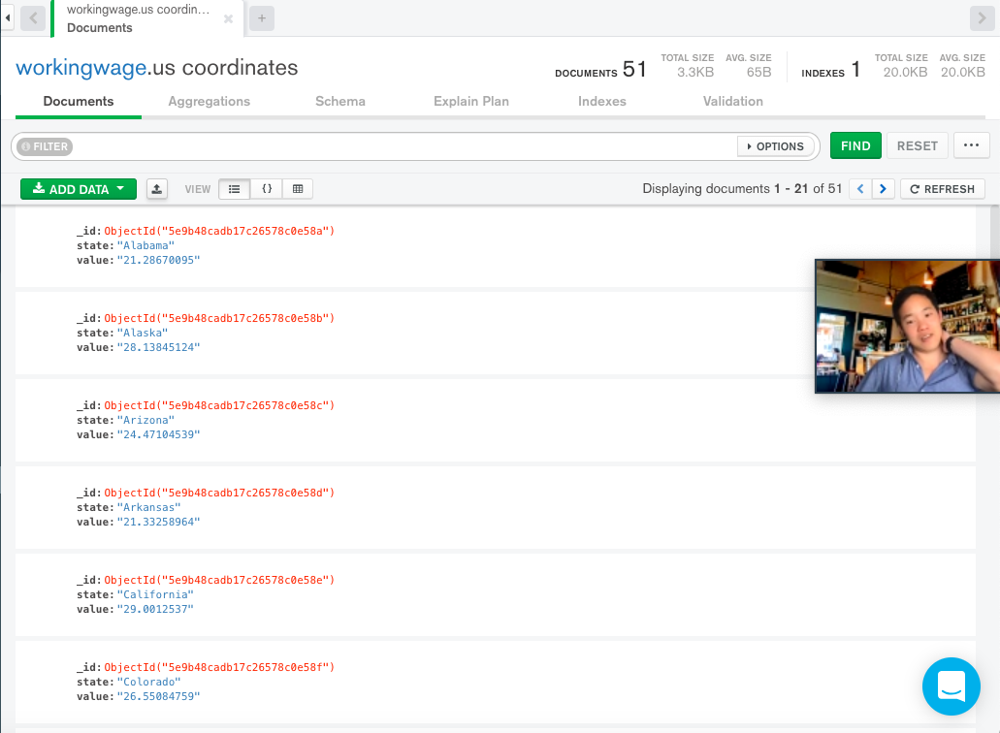 workingwage.us coordin...
Documents
workingwage.us coordinates
DOCUMENTS 51 TOTAL SIZE 3.3KB AVG. SIZE 65B INDEXES 1 TOTAL SIZE 20.0KB AVG. SIZE 20.0KB
Documents Aggregations Schema Explain Plan Indexes Validation
FILTER OPTIONS FIND RESET ...
ADD DATA VIEW { } Displaying documents 1 - 21 of 51 REFRESH
_id: ObjectId("5e9b48cadb17c26578c0e58a")
state: "Alabama"
value: "21.28670095"
_id: ObjectId("5e9b48cadb17c26578c0e58b")
state: "Alaska"
value: "28.13845124"
_id: ObjectId("5e9b48cadb17c26578c0e58c")
state: "Arizona"
value: "24.47104539"
_id: ObjectId("5e9b48cadb17c26578c0e58d")
state: "Arkansas"
value: "21.33258964"
_id: ObjectId("5e9b48cadb17c26578c0e58e")
state: "California"
value: "29.0012537"
_id: ObjectId("5e9b48cadb17c26578c0e58f")
state: "Colorado"
value: "26.55084759"